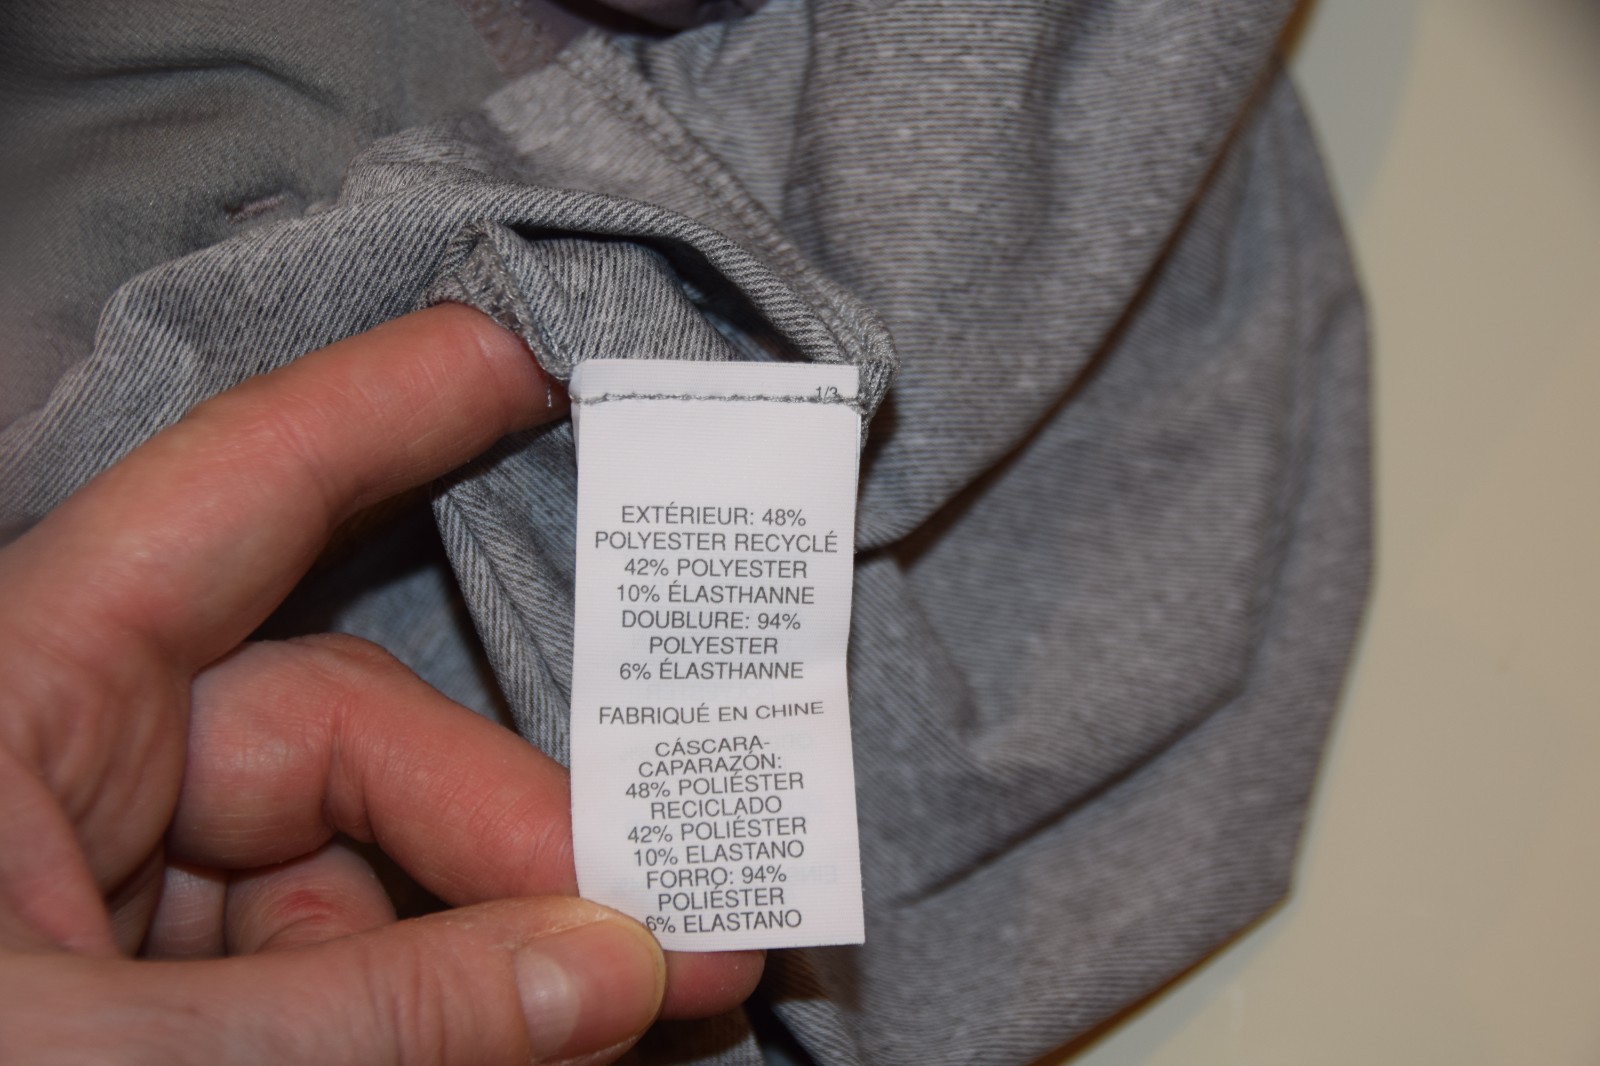 1/3
EXTÉRIEUR: 48%
POLYESTER RECYCLÉ
42% POLYESTER
10% ÉLASTHANNE
DOUBLURE: 94%
POLYESTER
6% ÉLASTHANNE
FABRIQUÉ EN CHINE
CÁSCARA-
CAPARAZÓN:
48% POLIÉSTER
RECICLADO
42% POLIÉSTER
10% ELASTANO
FORRO: 94%
POLIÉSTER
6% ELASTANO